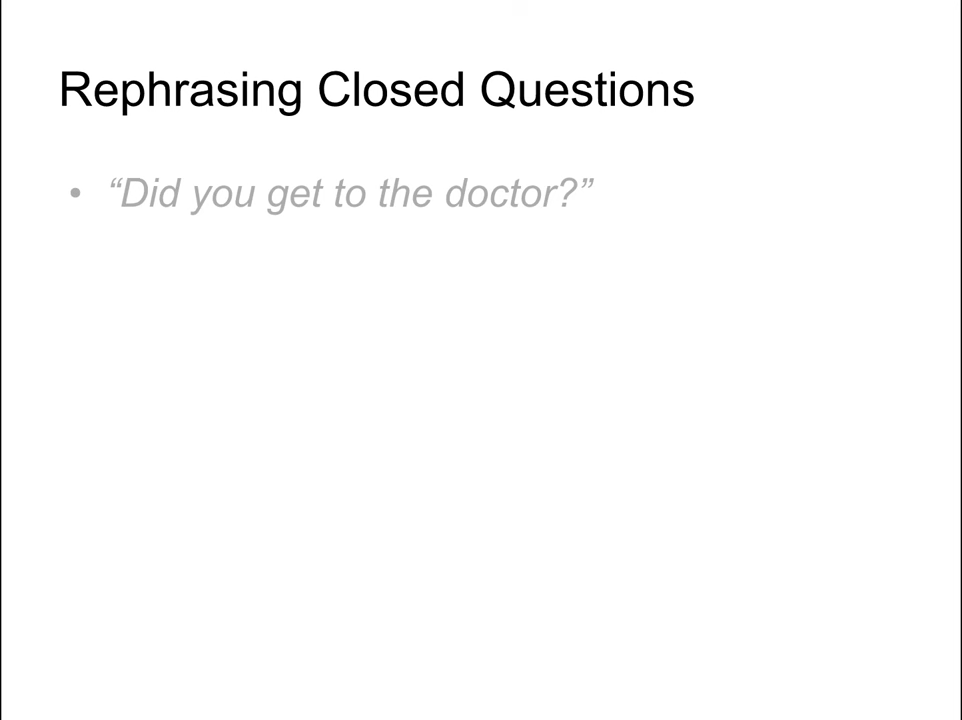 Rephrasing Closed Questions
• “Did you get to the doctor?”